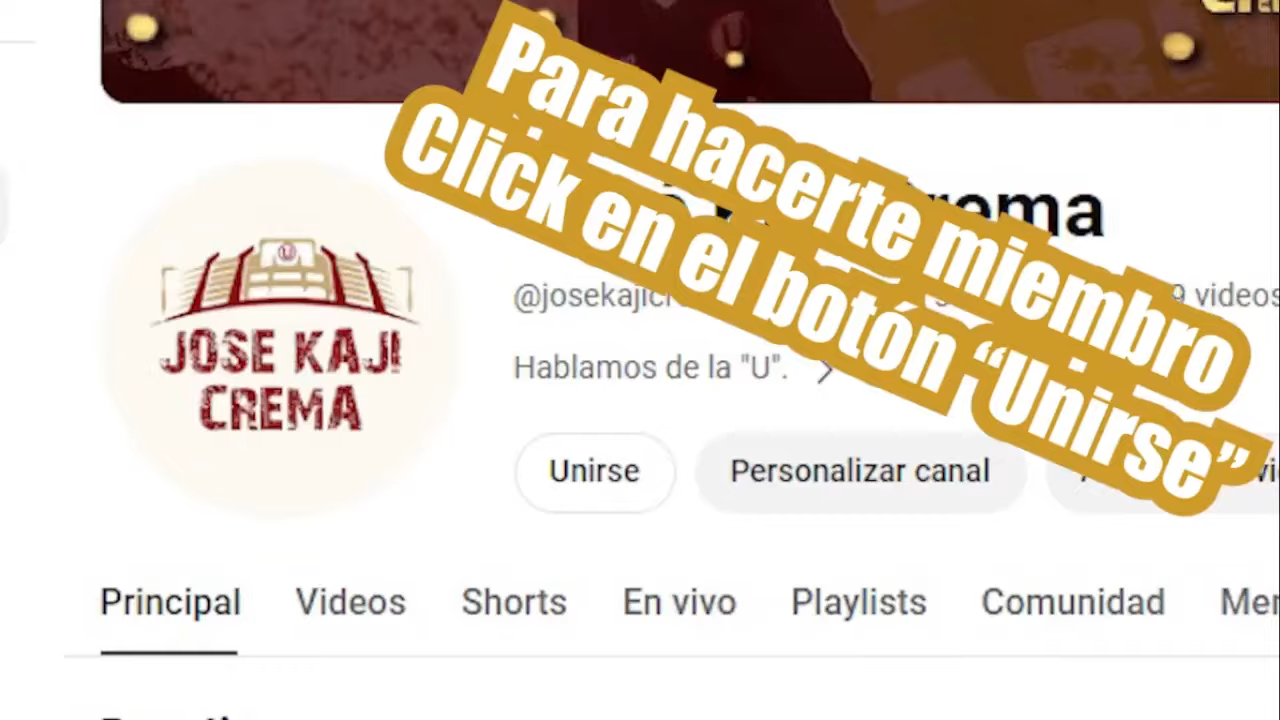 Para hacerte miembro
Click en el botón “Unirse”
U
JOSE KAJI
CREMA
Hablamos de la "U".
videos
Unirse
Personalizar canal
Principal
Videos
Shorts
En vivo
Playlists
Comunidad